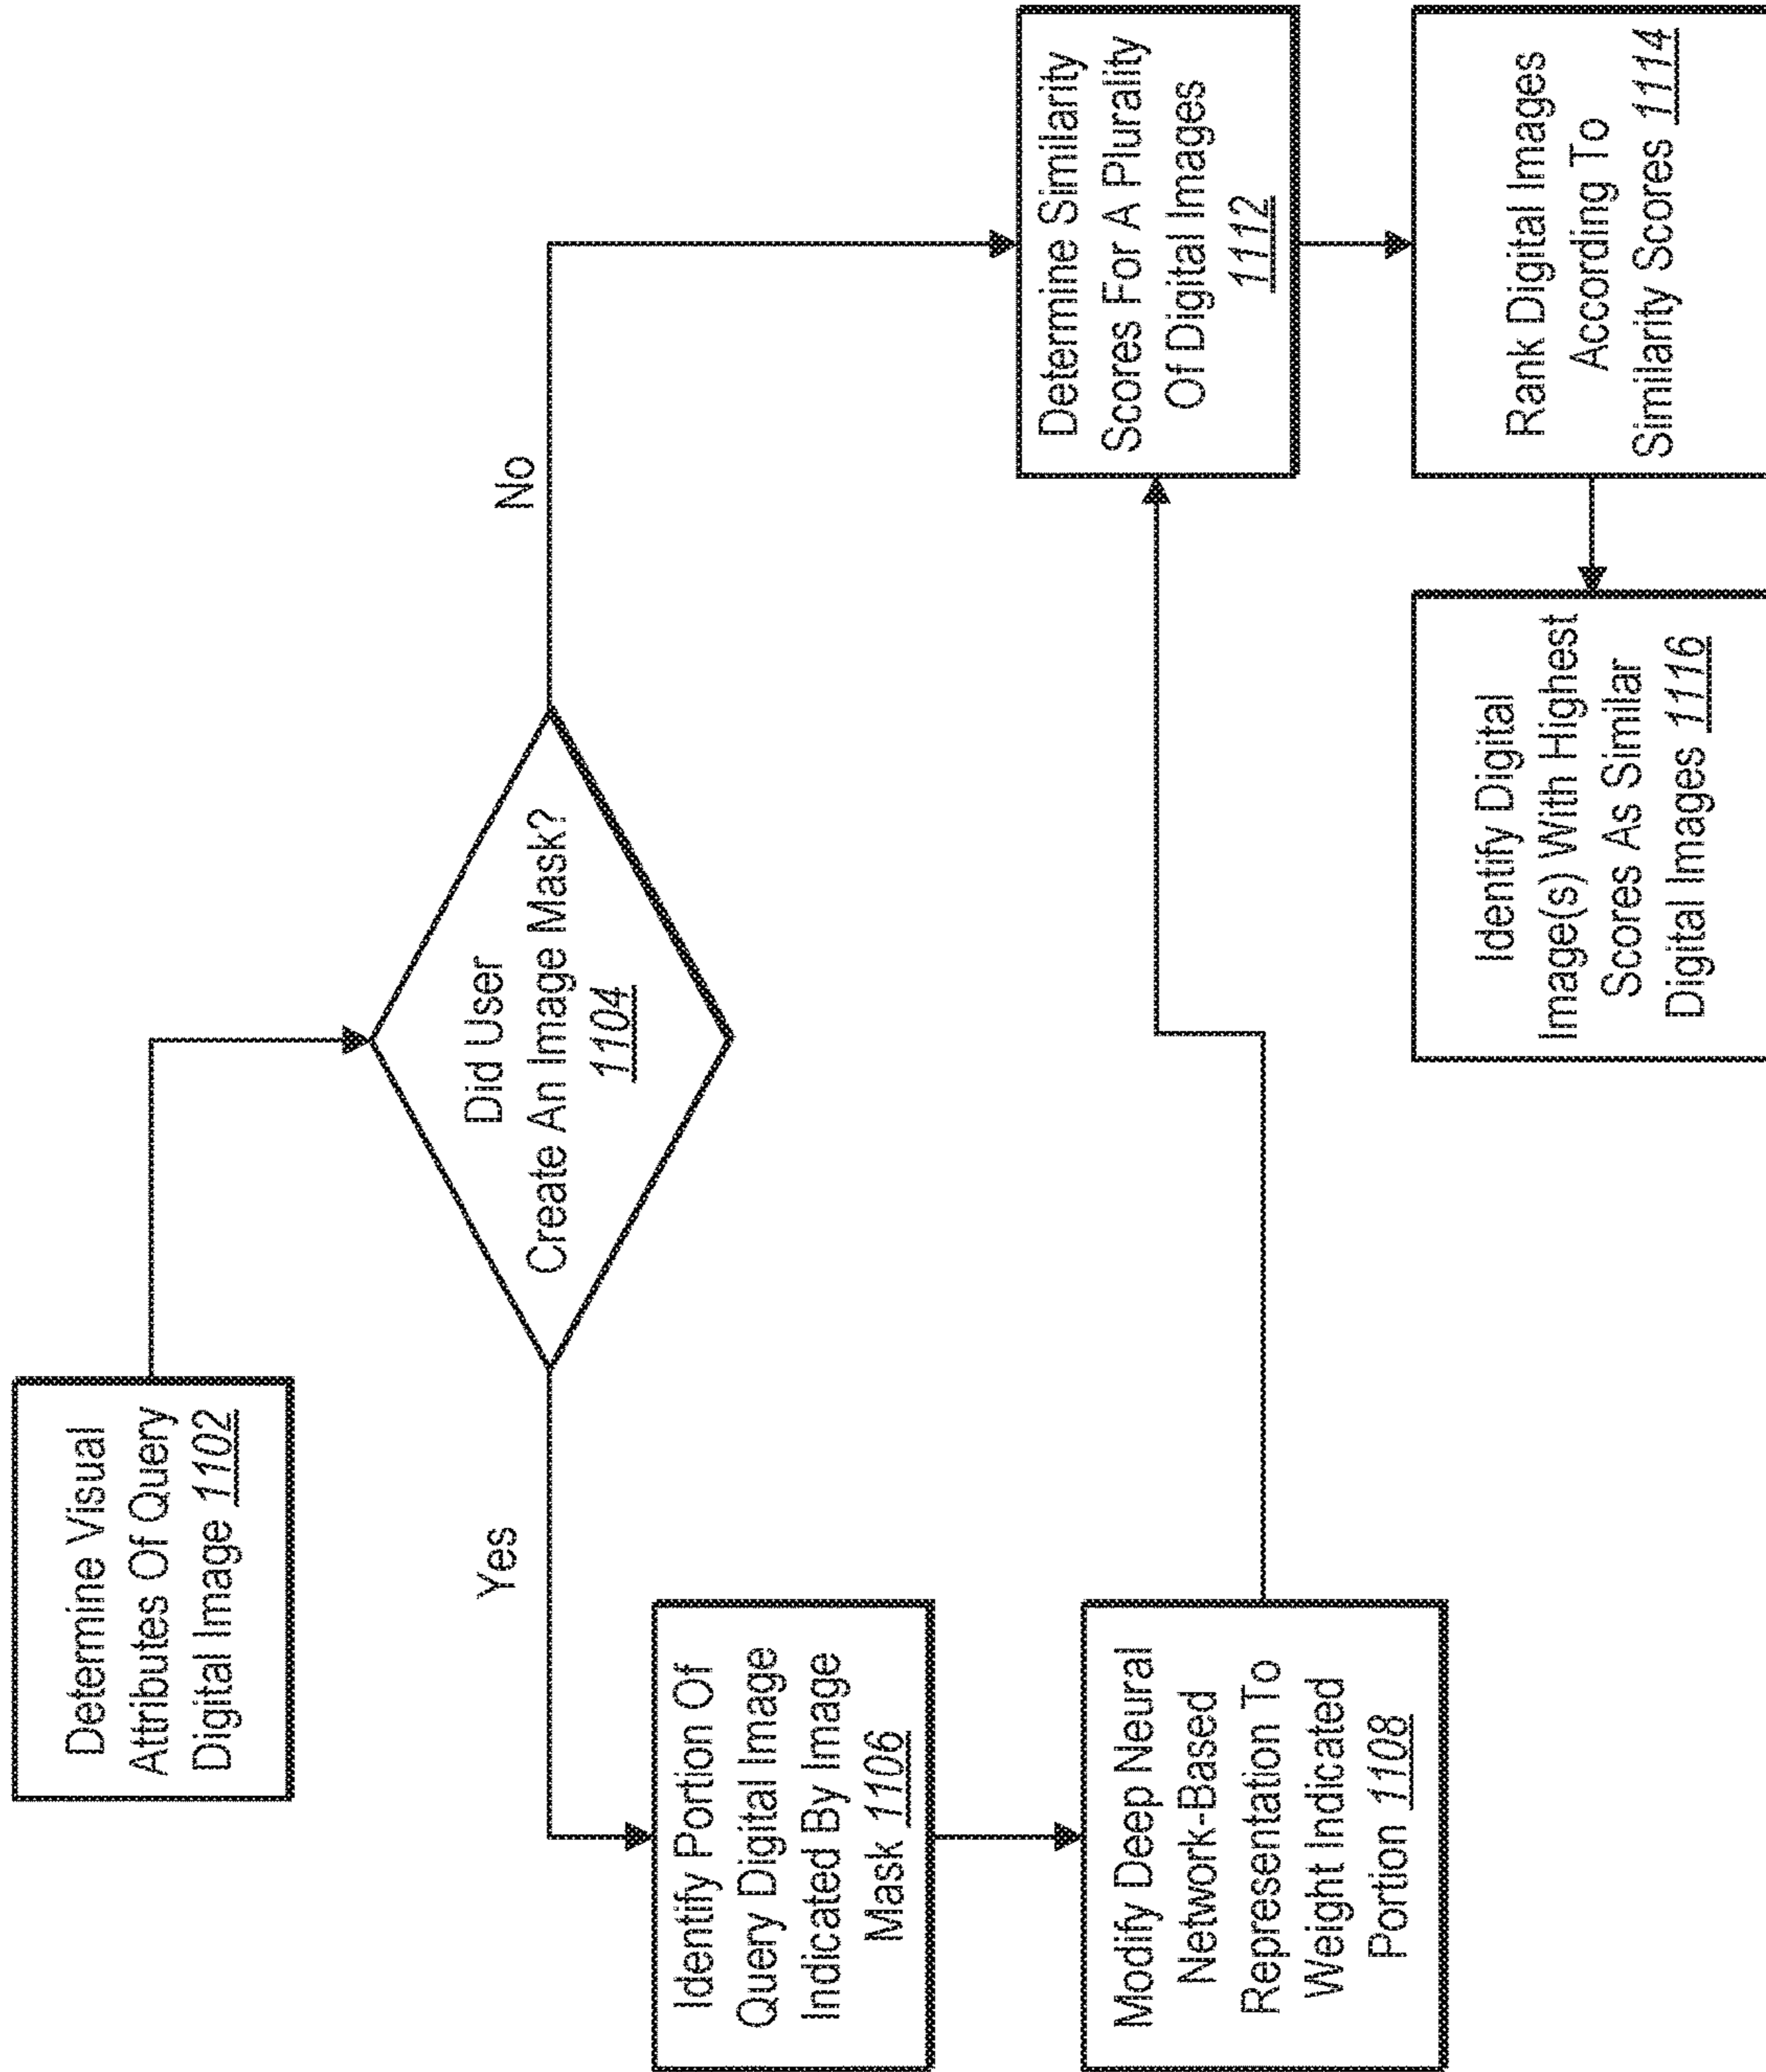 Determine Visual
Attributes Of Query
Digital Image 1102
Did User
Create An Image Mask?
1104
Yes
No
Identify Portion Of
Query Digital Image
Indicated By Image
Mask 1106
Modify Deep Neural
Network-Based
Representation To
Weight Indicated
Portion 1108
Determine Similarity
Scores For A Plurality
Of Digital Images
1112
Rank Digital Images
According To
Similarity Scores 1114
Identify Digital
Image(s) With Highest
Scores As Similar
Digital Images 1116